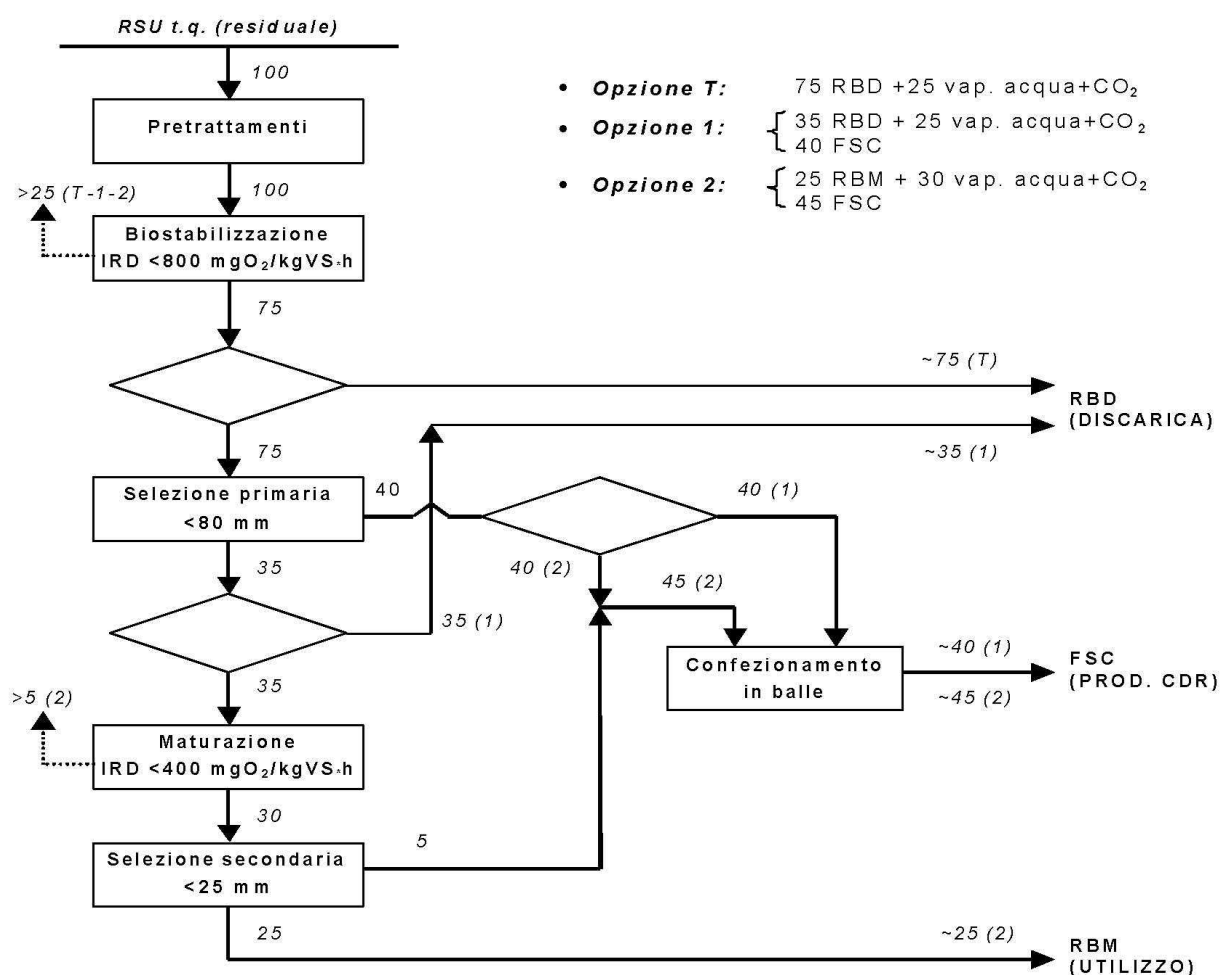 RSU t.q. (residuale)
100
Pretrattamenti
100
>25 (T-1-2)
Biostabilizzazione
IRD <800 mgO₂/kgVS*h
75
• Opzione T: 75 RBD +25 vap. acqua+CO₂
• Opzione 1: { 35 RBD + 25 vap. acqua+CO₂
40 FSC
• Opzione 2: { 25 RBM + 30 vap. acqua+CO₂
45 FSC
~75 (T)
RBD
(DISCARICA)
~35 (1)
75
Selezione primaria
<80 mm
40
40 (1)
40 (2)
45 (2)
35
35 (1)
Confezionamento
in balle
~40 (1)
FSC
(PROD. CDR)
~45 (2)
35
>5 (2)
Maturazione
IRD <400 mgO₂/kgVS*h
30
Selezione secondaria
<25 mm
5
25
~25 (2)
RBM
(UTILIZZO)